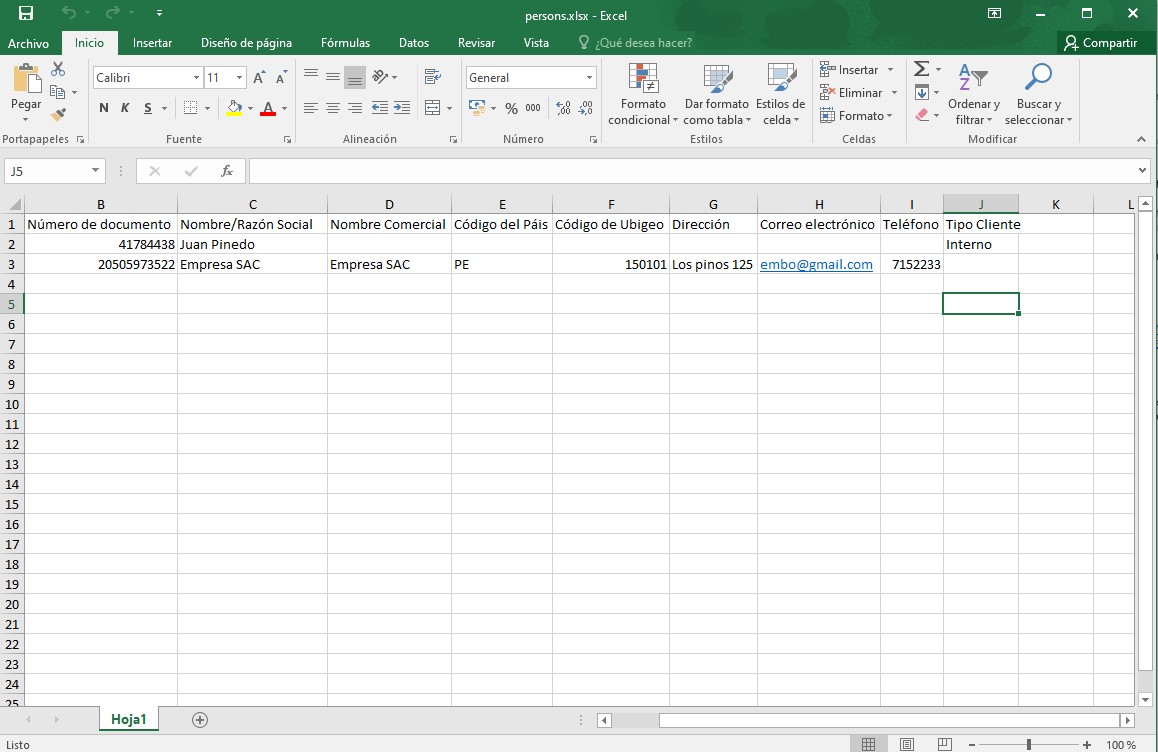 persons.xlsx - Excel
Archivo Inicio Insertar Diseño de página Fórmulas Datos Revisar Vista ¿Qué desea hacer? Compartir
Pegar
Portapapeles
Calibri 11 A A
N K S A
Fuente
Alineación
General
% 000
Número
Formato condicional
Dar formato como tabla
Estilos de celda
Estilos
Insertar
Eliminar
Formato
Celdas
Ordenar y filtrar
Buscar y seleccionar
Modificar
J5 fx
B C D E F G H I J K L
1 Número de documento Nombre/Razón Social Nombre Comercial Código del Páis Código de Ubigeo Dirección Correo electrónico Teléfono Tipo Cliente
2 41784438 Juan Pinedo Interno
3 20505973522 Empresa SAC Empresa SAC PE 150101 Los pinos 125 embo@gmail.com 7152233
4
5
6
7
8
9
10
11
12
13
14
15
16
17
18
19
20
21
22
23
24
25
Hoja1
Listo 100 %